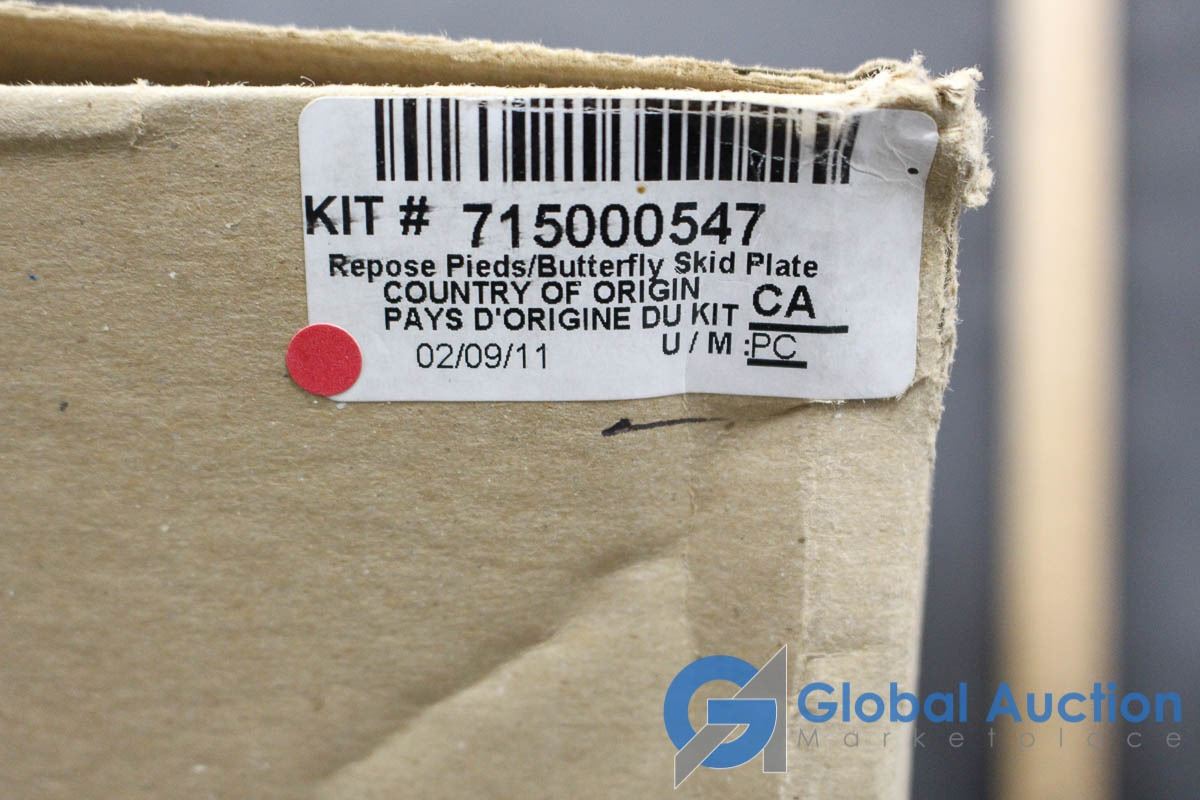 KIT # 715000547
Repose Pieds/Butterfly Skid Plate
COUNTRY OF ORIGIN
PAYS D'ORIGINE DU KIT CA
02/09/11 U / M : PC
Global Auction
Marketplace